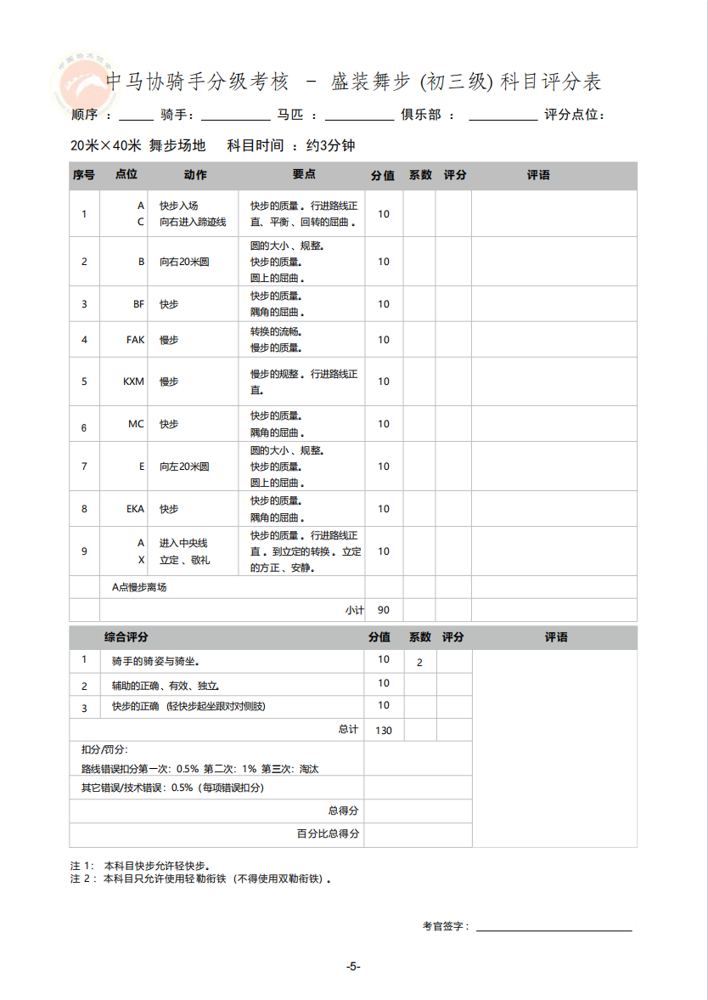 中马协骑手分级考核 － 盛装舞步 (初三级) 科目评分表
顺序 ：_____ 骑手：__________ 马匹 ：__________ 俱乐部 ： __________ 评分点位：
20米×40米 舞步场地 科目时间 ：约3分钟
序号 点位 动作 要点 分值 系数 评分 评语
1 A 快步入场 快步的质量 。行进路线正 10
C 向右进入蹄迹线 直、平衡 、回转的屈曲 。
圆的大小 、规整。
2 B 向右20米圆 快步的质量。 10
圆上的屈曲 。
3 BF 快步 快步的质量。 10
隅角的屈曲 。
4 FAK 慢步 转换的流畅。 10
慢步的质量。
5 KXM 慢步 慢步的规整 。行进路线正 10
直。
6 MC 快步 快步的质量。 10
隅角的屈曲 。
圆的大小 、规整。
7 E 向左20米圆 快步的质量。 10
圆上的屈曲 。
8 EKA 快步 快步的质量。 10
隅角的屈曲 。
9 A 进入中央线 快步的质量 。行进路线正 10
X 立定 、敬礼 直 。到立定的转换 。立定
的方正 、安静。
A点慢步离场
小计 90
综合评分 分值 系数 评分 评语
1 骑手的骑姿与骑坐。 10 2
2 辅助的正确、有效、独立。 10
3 快步的正确（轻快步起坐跟对对侧肢） 10
总计 130
扣分/罚分：
路线错误扣分第一次：0.5% 第二次：1% 第三次：淘汰
其它错误/技术错误：0.5%（每项错误扣分）
总得分
百分比总得分
注 1： 本科目快步允许轻快步。
注 2 ：本科目只允许使用轻勒衔铁（不得使用双勒衔铁）。
考官签字：
-5-